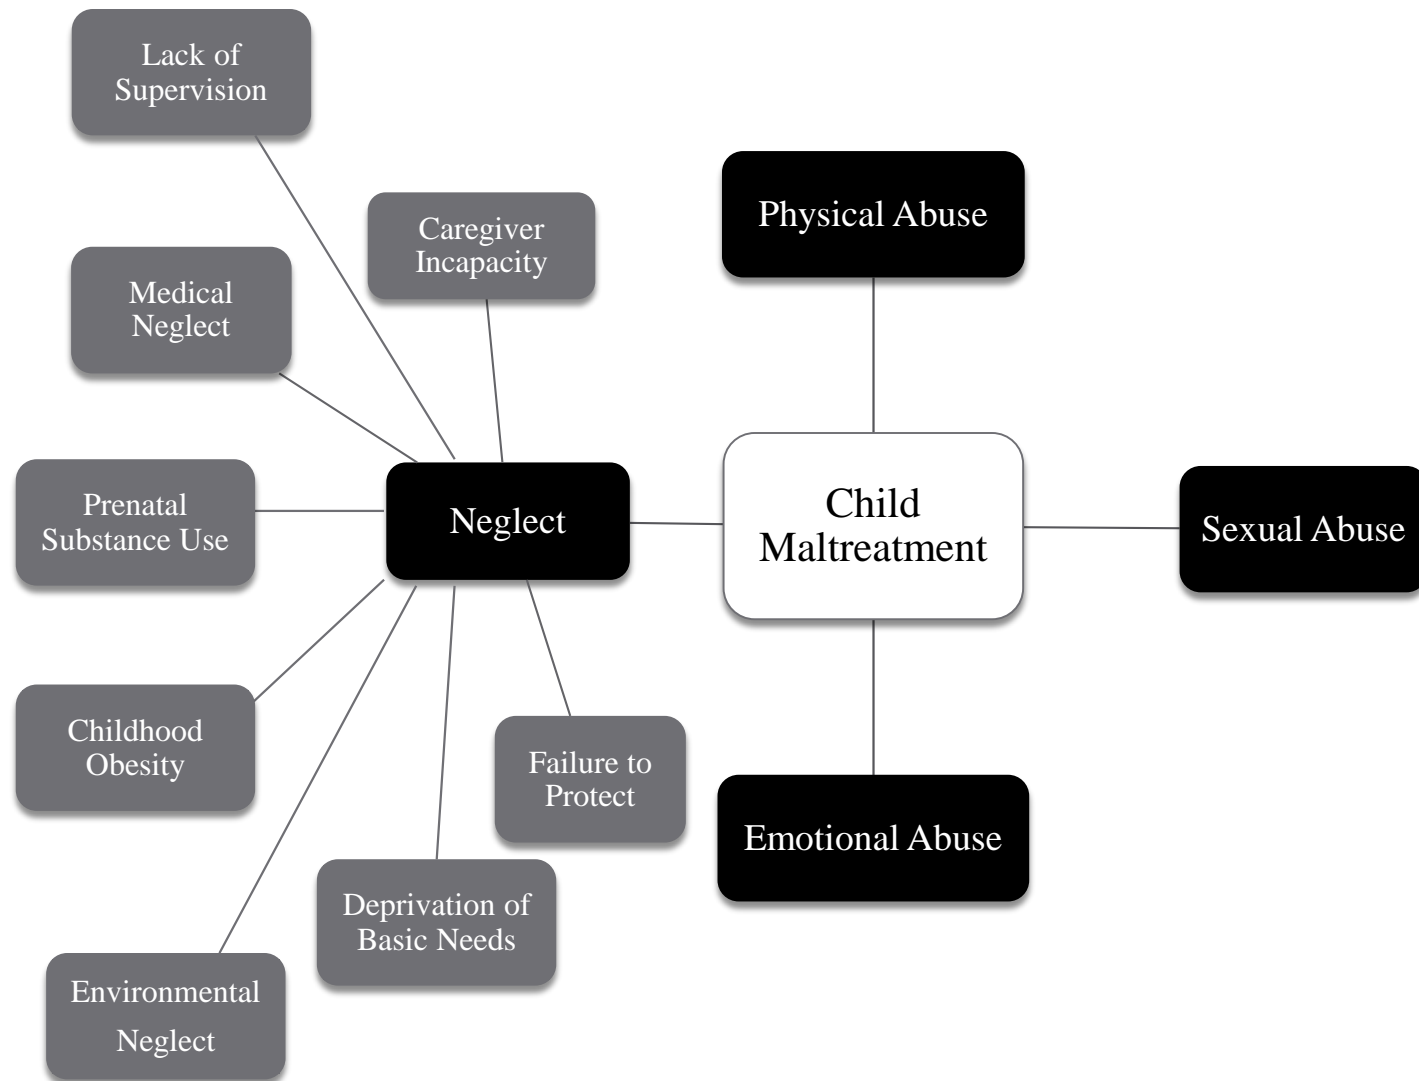 Lack of
Supervision
Caregiver
Incapacity
Physical Abuse
Medical
Neglect
Prenatal
Substance Use
Neglect
Child
Maltreatment
Sexual Abuse
Childhood
Obesity
Failure to
Protect
Emotional Abuse
Deprivation of
Basic Needs
Environmental
Neglect